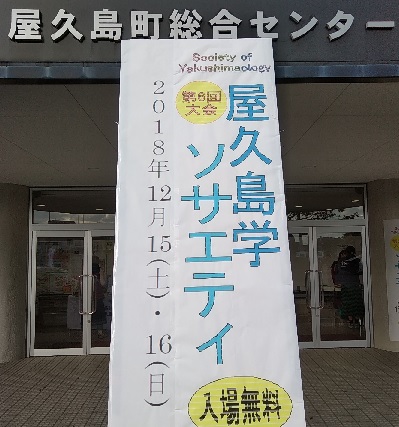 屋久島町総合センター
Society of
Yakushimaology
第6回
大会
屋久島学
ソサエティ
2018年12月15(土)・16(日)
入場無料